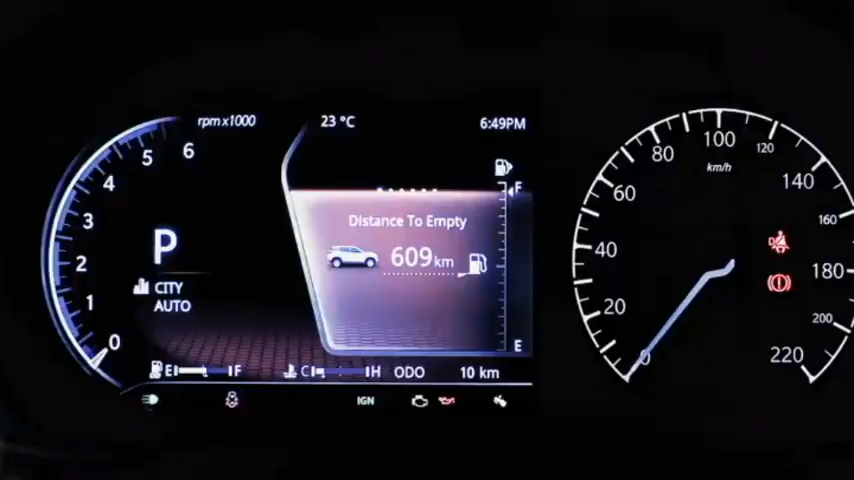 rpm x1000
23 °C
6:49PM
6
5
4
3
2
1
0
P
CITY
AUTO
F
Distance To Empty
609 km
E
E F
C H
ODO 10 km
IGN
km/h
0
20
40
60
80
100
120
140
160
180
200
220